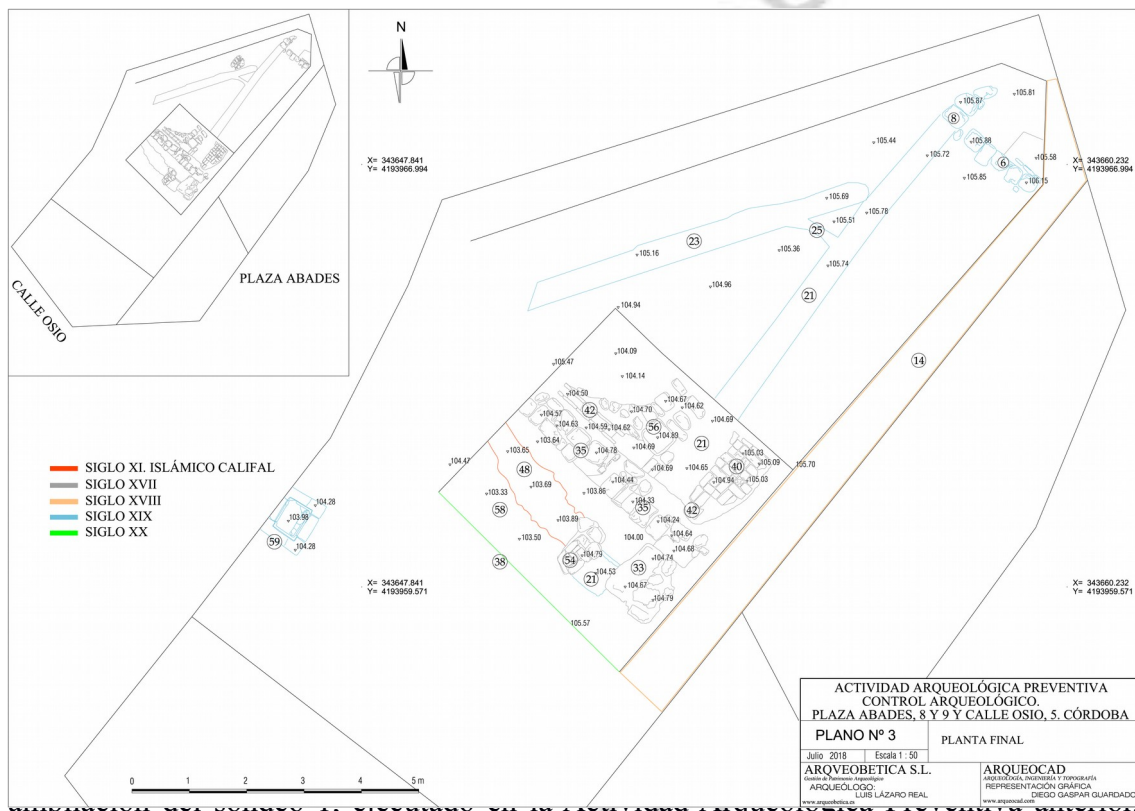 N
PLAZA ABADES
CALLE OSIO
X= 343647.841
Y= 4193966.994
X= 343660.232
Y= 4193966.994
105.81
105.87
8
105.88
105.44
105.72
6
105.58
105.85
106.15
105.69
105.51
105.78
25
23
105.16
105.36
105.74
104.96
21
104.94
14
104.09
105.47
104.14
104.50
104.67
104.62
42
104.70
104.57
104.63
104.59
104.62
56
104.69
103.64
104.89
21
35
104.78
104.69
103.65
105.03
104.47
48
104.69
104.65
40
105.09
105.70
103.69
104.44
104.94
105.03
103.33
103.86
104.33
58
35
42
103.89
104.24
103.50
104.00
104.64
38
54
104.79
104.68
104.74
104.53
33
21
104.67
104.79
105.57
SIGLO XI. ISLÁMICO CALIFAL
SIGLO XVII
SIGLO XVIII
SIGLO XIX
SIGLO XX
104.28
103.98
59
104.28
X= 343647.841
Y= 4193959.571
X= 343660.232
Y= 4193959.571
0 1 2 3 4 5 m
ACTIVIDAD ARQUEOLÓGICA PREVENTIVA
CONTROL ARQUEOLÓGICO.
PLAZA ABADES, 8 Y 9 Y CALLE OSIO, 5. CÓRDOBA
PLANO Nº 3
PLANTA FINAL
Julio 2018
Escala 1 : 50
ARQVEOBETICA S.L.
Gestión de Patrimonio Arqueológico
ARQUEÓLOGO:
LUIS LÁZARO REAL
www.arqueobetica.es
ARQUEOCAD
ARQUEOLOGÍA, INGENIERÍA Y TOPOGRAFÍA
REPRESENTACIÓN GRÁFICA
DIEGO GASPAR GUARDADO
www.arqueocad.com